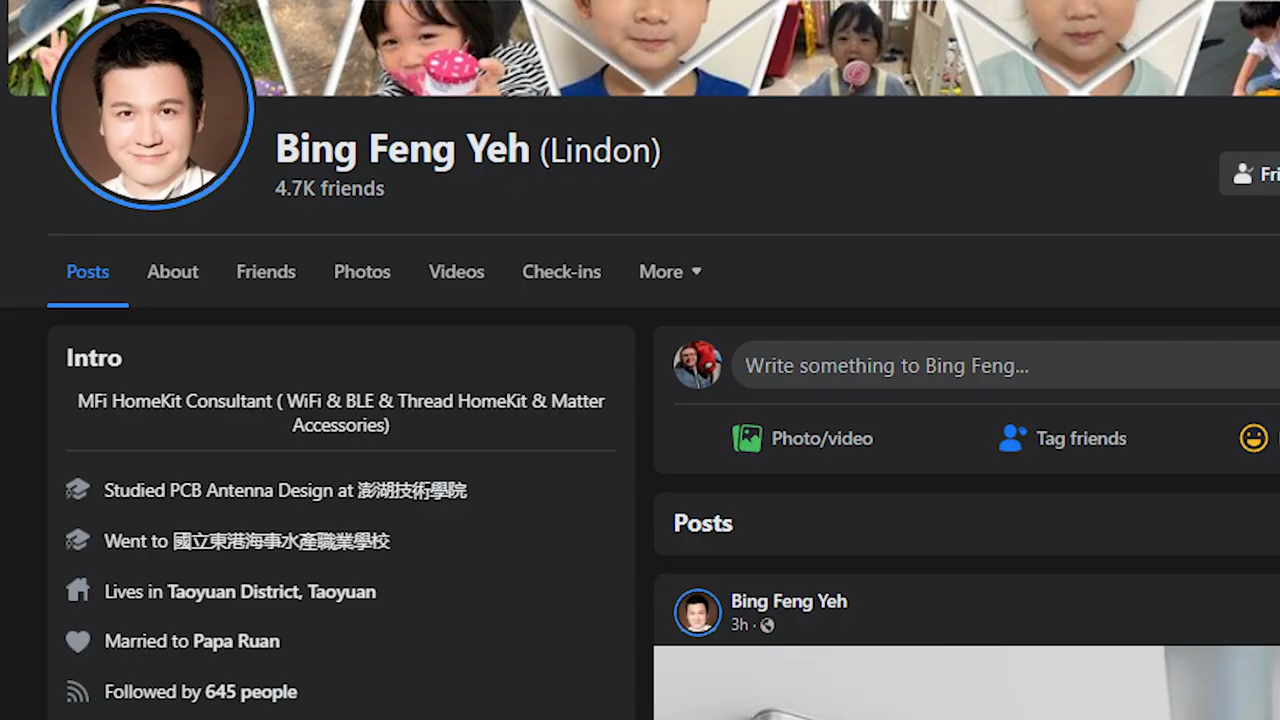 Bing Feng Yeh (Lindon)
4.7K friends
Fri
Posts About Friends Photos Videos Check-ins More
Intro
MFi HomeKit Consultant ( WiFi & BLE & Thread HomeKit & Matter
Accessories)
Studied PCB Antenna Design at 澎湖技術學院
Went to 國立東港海事水產職業學校
Lives in Taoyuan District, Taoyuan
Married to Papa Ruan
Followed by 645 people
Write something to Bing Feng...
Photo/video Tag friends
Posts
Bing Feng Yeh
3h ·